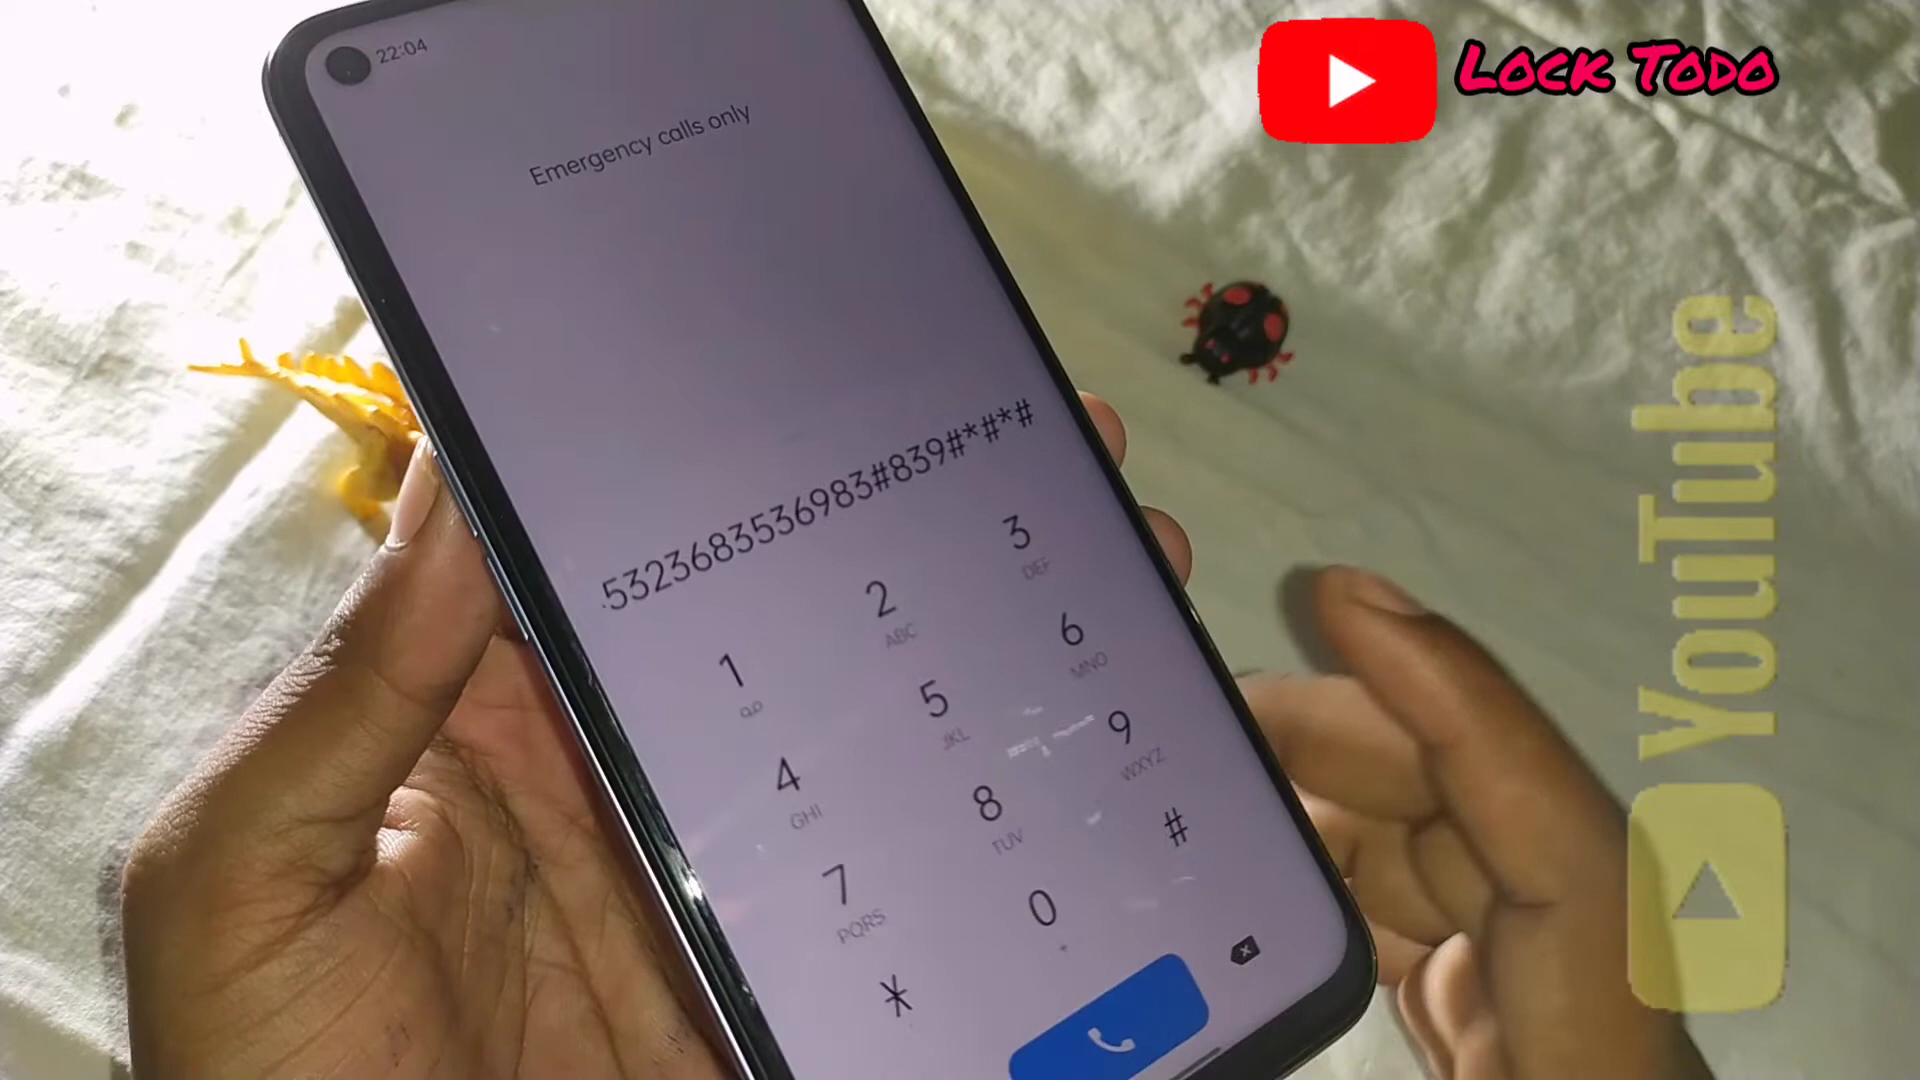 22:04
Lock Todo
Emergency calls only
5323683536983#839#*#*#
1
2
ABC
3
DEF
4
GHI
5
JKL
6
MNO
7
PQRS
8
TUV
9
WXYZ
*
0
+
#
YouTube